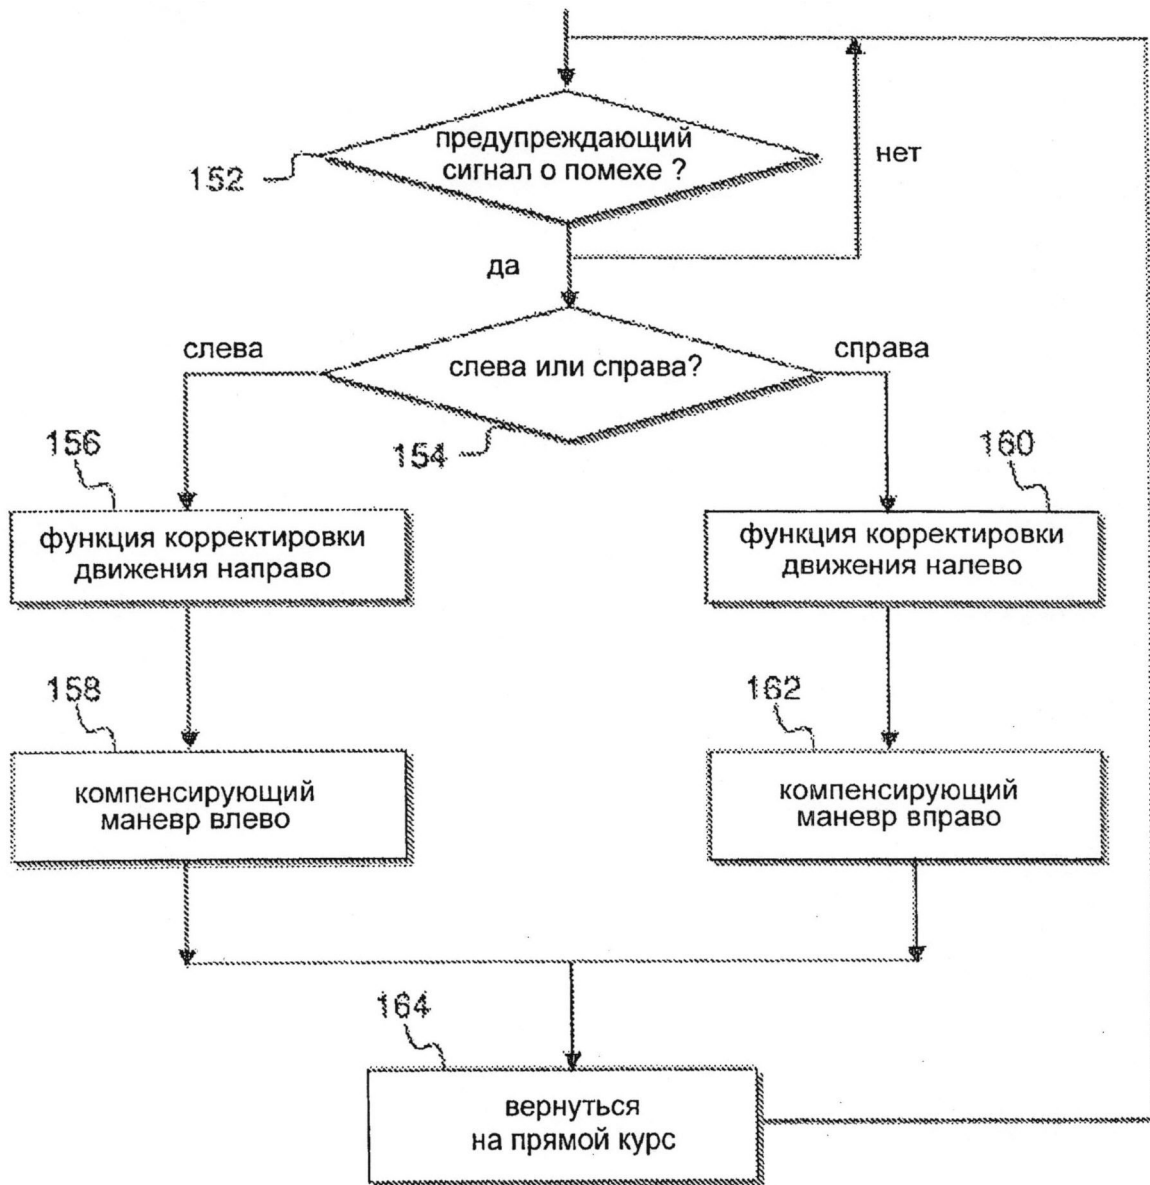 предупреждающий
сигнал о помехе ?
152
нет
да
слева
слева или справа?
справа
154
156
160
функция корректировки
движения направо
функция корректировки
движения налево
158
162
компенсирующий
маневр влево
компенсирующий
маневр вправо
164
вернуться
на прямой курс